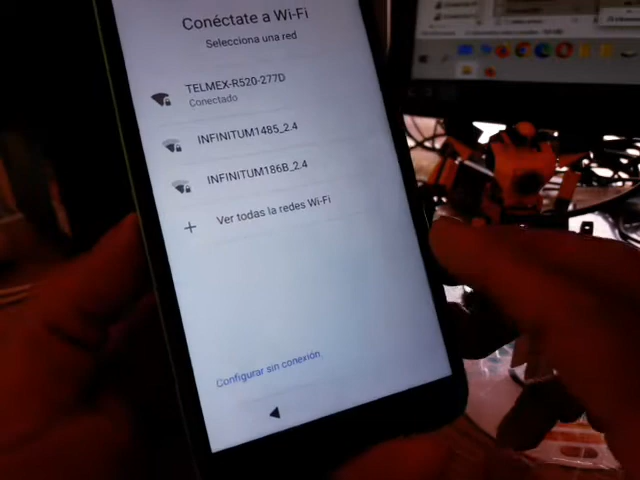 Conéctate a Wi-Fi
Selecciona una red
TELMEX-R520-277D
Conectado
INFINITUM1485_2.4
INFINITUM186B_2.4
Ver todas la redes Wi-Fi
Configurar sin conexión